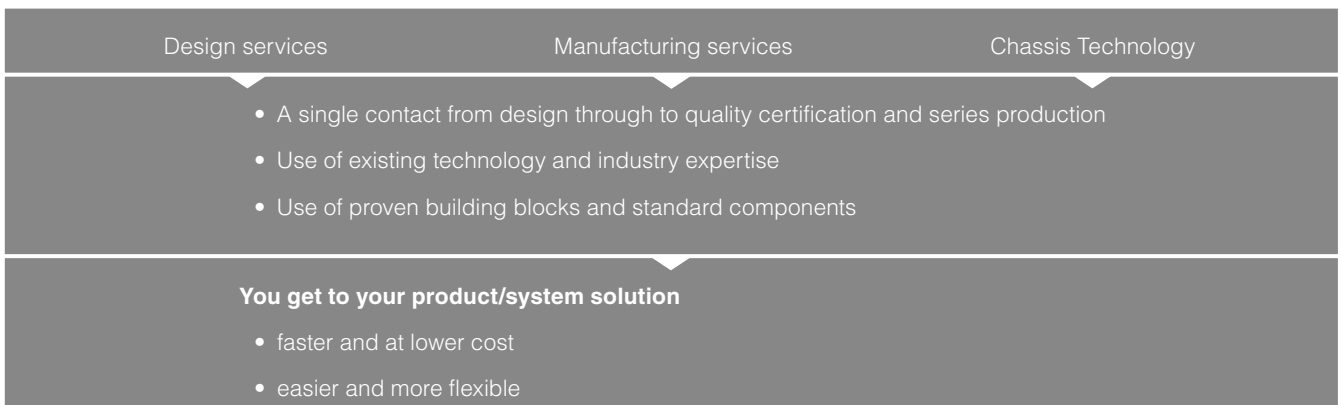 Design services Manufacturing services Chassis Technology
• A single contact from design through to quality certification and series production
• Use of existing technology and industry expertise
• Use of proven building blocks and standard components
You get to your product/system solution
• faster and at lower cost
• easier and more flexible